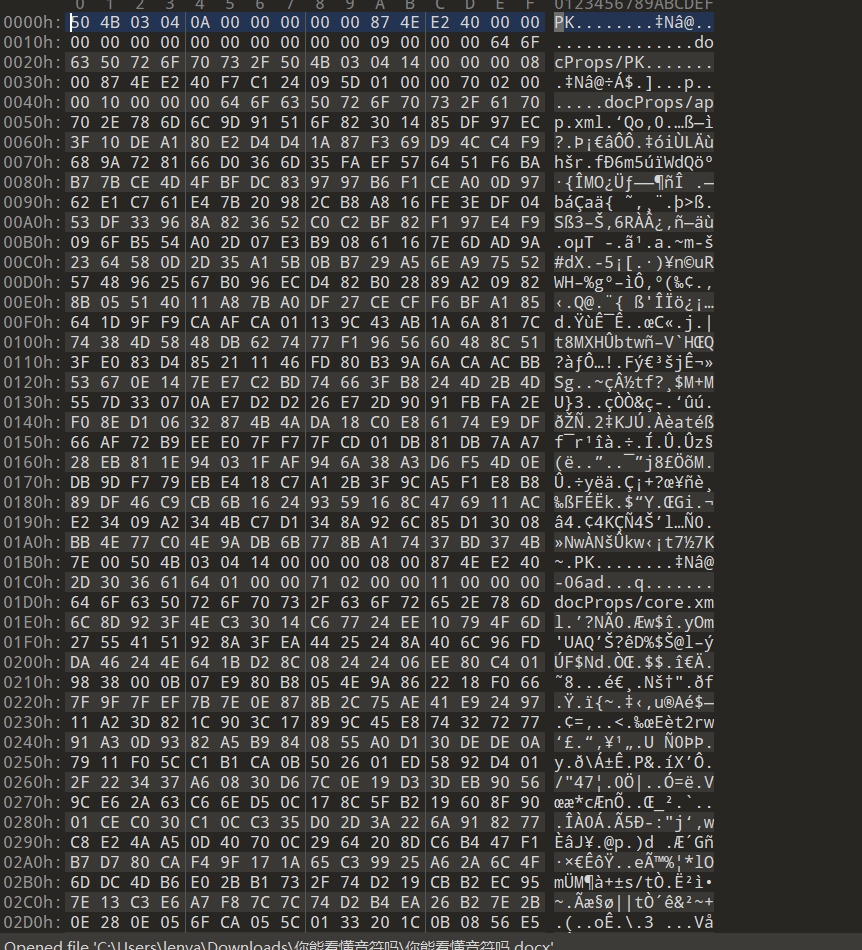 0 1 2 3 4 5 6 7 8 9 A B C D E F 0123456789ABCDEF
0000h: 50 4B 03 04 0A 00 00 00 00 00 87 4E E2 40 00 00 PK........‡Nâ@..
0010h: 00 00 00 00 00 00 00 00 00 00 09 00 00 00 64 6F ..............do
0020h: 63 50 72 6F 70 73 2F 50 4B 03 04 14 00 00 00 08 cProps/PK.......
0030h: 00 87 4E E2 40 F7 C1 24 09 5D 01 00 00 70 02 00 .‡Nâ@÷Á$.]...p..
0040h: 00 10 00 00 00 64 6F 63 50 72 6F 70 73 2F 61 70 .....docProps/ap
0050h: 70 2E 78 6D 6C 9D 91 51 6F 82 30 14 85 DF 97 EC p.xml.‘Qo‚0.…ß—ì
0060h: 3F 10 DE A1 80 E2 D4 D4 1A 87 F3 69 D9 4C C4 F9 ?.Þ¡€âÔÔ.‡óiÙLÄù
0070h: 68 9A 72 81 66 D0 36 6D 35 FA EF 57 64 51 F6 BA hšr.fÐ6m5úïWdQöº
0080h: B7 7B CE 4D 4F BF DC 83 97 97 B6 F1 CE A0 0D 97 ·{ÎMO¿Üƒ——¶ñÎ .—
0090h: 62 E1 C7 61 E4 7B 20 98 2C B8 A8 16 FE 3E DF 04 báÇaä{ ˜,¸¨.þ>ß.
00A0h: 53 DF 33 96 8A 82 36 52 C0 C2 BF 82 F1 97 E4 F9 Sß3–Š‚6RÀÂ¿‚ñ—äù
00B0h: 09 6F B5 54 A0 2D 07 E3 B9 08 61 16 7E 6D AD 9A .oµT -.ã¹.a.~m-š
00C0h: 23 64 58 0D 2D 35 A1 5B 0B B7 29 A5 6E A9 75 52 #dX.-5¡[.·)¥n©uR
00D0h: 57 48 96 25 67 B0 96 EC D4 82 B0 28 89 A2 09 82 WH–%g°–ìÔ‚°(‰¢.‚
00E0h: 8B 05 51 40 11 A8 7B A0 DF 27 CE CF F6 BF A1 85 ‹.Q@.¨{ ß'ÎÏö¿¡…
00F0h: 64 1D 9F F9 CA AF CA 01 13 9C 43 AB 1A 6A 81 7C d.ŸùÊ¯Ê..œC«.j.|
0100h: 74 38 4D 58 48 DB 62 74 77 F1 96 56 60 48 8C 51 t8MXHÛbtwñ–V`HŒQ
0110h: 3F E0 83 D4 85 21 11 46 FD 80 B3 9A 6A CA AC BB ?àƒÔ…!.Fý€³šjÊ¬»
0120h: 53 67 0E 14 7E E7 C2 BD 74 66 3F B8 24 4D 2B 4D Sg..~çÂ½tf?¸$M+M
0130h: 55 7D 33 07 0A E7 D2 D2 26 E7 2D 90 91 FB FA 2E U}3..çÒÒ&ç-.‘ûú.
0140h: F0 8E D1 06 32 87 4B 4A DA 18 C0 E8 61 74 E9 DF ðŽÑ.2‡KJÚ.Àèatéß
0150h: 66 AF 72 B9 EE E0 7F F7 7F CD 01 DB 81 DB 7A A7 f¯r¹îà.÷.Í.Û.Ûz§
0160h: 28 EB 81 1E 94 03 1F AF 94 6A 38 A3 D6 F5 4D 0E (ë..”..¯”j8£ÖõM.
0170h: DB 9D F7 79 EB E4 18 C7 A1 2B 3F 9C A5 F1 E8 B8 Û.÷yëä.Ç¡+?œ¥ñè¸
0180h: 89 DF 46 C9 CB 6B 16 24 93 59 16 8C 47 69 11 AC ‰ßFÉËk.$“Y.ŒGi.¬
0190h: E2 34 09 A2 34 4B C7 D1 34 8A 92 6C 85 D1 30 08 â4.¢4KÇÑ4Š’l…Ñ0.
01A0h: BB 4E 77 C0 4E 9A DB 6B 77 8B A1 74 37 BD 37 4B »NwÀNšÛkw‹¡t7½7K
01B0h: 7E 00 50 4B 03 04 14 00 00 00 08 00 87 4E E2 40 ~.PK........‡Nâ@
01C0h: 2D 30 36 61 64 01 00 00 71 02 00 00 11 00 00 00 -06ad...q.......
01D0h: 64 6F 63 50 72 6F 70 73 2F 63 6F 72 65 2E 78 6D docProps/core.xm
01E0h: 6C 8D 92 3F 4E C3 30 14 C6 77 24 EE 10 79 4F 6D l.’?NÃ0.Æw$î.yOm
01F0h: 27 55 41 51 92 8A 3F EA 44 25 24 8A 40 6C 96 FD 'UAQ’Š?êD%$Š@l–ý
0200h: DA 46 24 4E 64 1B D2 8C 08 24 24 06 EE 80 C4 01 ÚF$Nd.ÒŒ.$$.î€Ä.
0210h: 98 38 00 0B 07 E9 80 B8 05 4E 9A 86 22 18 F0 66 ˜8...é€¸.Nš†".ðf
0220h: 7F 9F 7F EF 7B 7E 0E 87 8B 2C 75 AE 41 E9 24 97 .Ÿ.ï{~.‡‹,u®Aé$—
0230h: 11 A2 3D 82 1C 90 3C 17 89 9C 45 E8 74 32 72 77 .¢=‚..<.‰œEèt2rw
0240h: 91 A3 0D 93 82 A5 B9 84 08 55 A0 D1 30 DE DE 0A ‘£.“‚¥¹„.U Ñ0ÞÞ.
0250h: 79 11 F0 5C C1 B1 CA 0B 50 26 01 ED 58 92 D4 01 y.ð\Á±Ê.P&.íX’Ô.
0260h: 2F 22 34 37 A6 08 30 D6 7C 0E 19 D3 3D EB 90 56 /"47¦.0Ö|..Ó=ë.V
0270h: 9C E6 2A 63 C6 6E D5 0C 17 8C 5F B2 19 60 8F 90 œæ*cÆnÕ..Œ_².`..
0280h: 01 CE C0 30 C1 0C C3 35 D0 2D 3A 22 6A 91 82 77 .ÎÀ0Á.Ã5Ð-:"j‘‚w
0290h: C8 E2 4A A5 0D 40 70 0C 29 64 20 8D C6 B4 47 F1 ÈâJ¥.@p.)d .Æ´Gñ
02A0h: B7 D7 80 CA F4 9F 17 1A 65 C3 99 25 A6 2A 6C 4F ·×€ÊôŸ..eÃ™%¦*lO
02B0h: 6D DC 4D B6 E0 2B B1 73 2F 74 D2 19 CB B2 EC 95 mÜM¶à+±s/tÒ.Ë²ì•
02C0h: 7E 13 C3 E6 A7 F8 7C 7C 74 D2 B4 EA 26 B2 7E 2B ~.Ãæ§ø||tÒ´ê&²~+
02D0h: 0E 28 0E 05 6F CA 05 5C 01 33 20 1C 0B 08 56 E5 .(..oÊ.\.3 ...Vå
Opened file 'C:\Users\lenva\Downloads\你能看懂音符吗\你能看懂音符吗.docx'